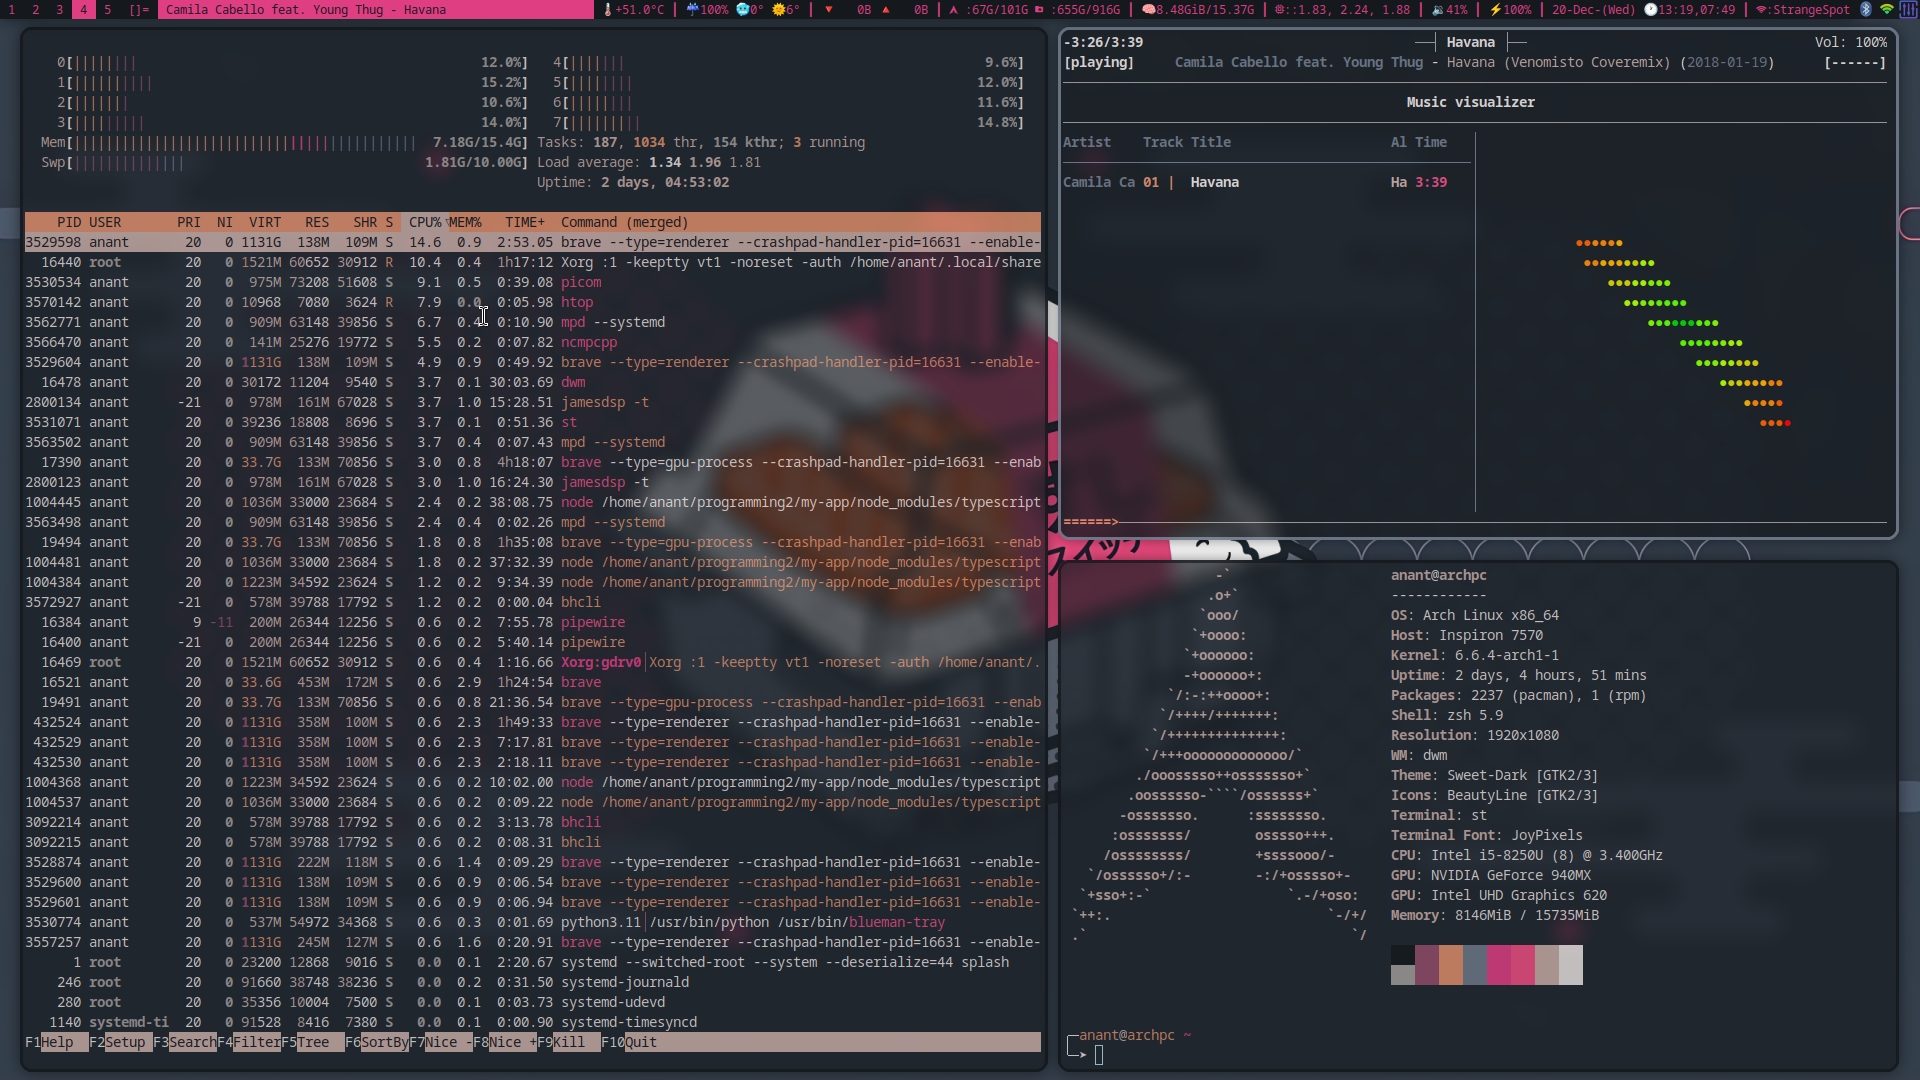 1 2 3 4 5 []= Camila Cabello feat. Young Thug - Havana 🌡+51.0°C | ☔100% 🥶0° 🌞6° | 🔻 0B 🔺 0B | :67G/101G :655G/916G | 🧠8.48GiB/15.37G | ::1.83, 2.24, 1.88 | 🔉41% | ⚡100% | 20-Dec-(Wed) 🕐13:19,07:49 | :StrangeSpot
0[ 12.0%] 4[ 9.6%]
1[ 15.2%] 5[ 12.0%]
2[ 10.6%] 6[ 11.6%]
3[ 14.0%] 7[ 14.8%]
Mem[ 7.18G/15.4G] Tasks: 187, 1034 thr, 154 kthr; 3 running
Swp[ 1.81G/10.00G] Load average: 1.34 1.96 1.81
Uptime: 2 days, 04:53:02
PID USER PRI NI VIRT RES SHR S CPU%▽MEM% TIME+ Command (merged)
3529598 anant 20 0 1131G 138M 109M S 14.6 0.9 2:53.05 brave --type=renderer --crashpad-handler-pid=16631 --enable-
16440 root 20 0 1521M 60652 30912 R 10.4 0.4 1h17:12 Xorg :1 -keeptty vt1 -noreset -auth /home/anant/.local/share
3530534 anant 20 0 975M 73208 51608 S 9.1 0.5 0:39.08 picom
3570142 anant 20 0 10968 7080 3624 R 7.9 0.0 0:05.98 htop
3562771 anant 20 0 909M 63148 39856 S 6.7 0.4 0:10.90 mpd --systemd
3566470 anant 20 0 141M 25276 19772 S 5.5 0.2 0:07.82 ncmpcpp
3529604 anant 20 0 1131G 138M 109M S 4.9 0.9 0:49.92 brave --type=renderer --crashpad-handler-pid=16631 --enable-
16478 anant 20 0 30172 11204 9540 S 3.7 0.1 30:03.69 dwm
2800134 anant -21 0 978M 161M 67028 S 3.7 1.0 15:28.51 jamesdsp -t
3531071 anant 20 0 39236 18808 8696 S 3.7 0.1 0:51.36 st
3563502 anant 20 0 909M 63148 39856 S 3.7 0.4 0:07.43 mpd --systemd
17390 anant 20 0 33.7G 133M 70856 S 3.0 0.8 4h18:07 brave --type=gpu-process --crashpad-handler-pid=16631 --enab
2800123 anant 20 0 978M 161M 67028 S 3.0 1.0 16:24.30 jamesdsp -t
1004445 anant 20 0 1036M 33000 23684 S 2.4 0.2 38:08.75 node /home/anant/programming2/my-app/node_modules/typescript
3563498 anant 20 0 909M 63148 39856 S 2.4 0.4 0:02.26 mpd --systemd
19494 anant 20 0 33.7G 133M 70856 S 1.8 0.8 1h35:08 brave --type=gpu-process --crashpad-handler-pid=16631 --enab
1004481 anant 20 0 1036M 33000 23684 S 1.8 0.2 37:32.39 node /home/anant/programming2/my-app/node_modules/typescript
1004384 anant 20 0 1223M 34592 23624 S 1.2 0.2 9:34.39 node /home/anant/programming2/my-app/node_modules/typescript
3572927 anant -21 0 578M 39788 17792 S 1.2 0.2 0:00.04 bhcli
16384 anant 9 -11 200M 26344 12256 S 0.6 0.2 7:55.78 pipewire
16400 anant -21 0 200M 26344 12256 S 0.6 0.2 5:40.14 pipewire
16469 root 20 0 1521M 60652 30912 S 0.6 0.4 1:16.66 Xorg:gdrv0│Xorg :1 -keeptty vt1 -noreset -auth /home/anant/.
16521 anant 20 0 33.6G 453M 172M S 0.6 2.9 1h24:54 brave
19491 anant 20 0 33.7G 133M 70856 S 0.6 0.8 21:36.54 brave --type=gpu-process --crashpad-handler-pid=16631 --enab
432524 anant 20 0 1131G 358M 100M S 0.6 2.3 1h49:33 brave --type=renderer --crashpad-handler-pid=16631 --enable-
432529 anant 20 0 1131G 358M 100M S 0.6 2.3 7:17.81 brave --type=renderer --crashpad-handler-pid=16631 --enable-
432530 anant 20 0 1131G 358M 100M S 0.6 2.3 2:18.11 brave --type=renderer --crashpad-handler-pid=16631 --enable-
1004368 anant 20 0 1223M 34592 23624 S 0.6 0.2 10:02.00 node /home/anant/programming2/my-app/node_modules/typescript
1004537 anant 20 0 1036M 33000 23684 S 0.6 0.2 0:09.22 node /home/anant/programming2/my-app/node_modules/typescript
3092214 anant 20 0 578M 39788 17792 S 0.6 0.2 3:13.78 bhcli
3092215 anant 20 0 578M 39788 17792 S 0.6 0.2 0:08.31 bhcli
3528874 anant 20 0 1131G 222M 118M S 0.6 1.4 0:09.29 brave --type=renderer --crashpad-handler-pid=16631 --enable-
3529600 anant 20 0 1131G 138M 109M S 0.6 0.9 0:06.54 brave --type=renderer --crashpad-handler-pid=16631 --enable-
3529601 anant 20 0 1131G 138M 109M S 0.6 0.9 0:06.94 brave --type=renderer --crashpad-handler-pid=16631 --enable-
3530774 anant 20 0 537M 54972 34368 S 0.6 0.3 0:01.69 python3.11│/usr/bin/python /usr/bin/blueman-tray
3557257 anant 20 0 1131G 245M 127M S 0.6 1.6 0:20.91 brave --type=renderer --crashpad-handler-pid=16631 --enable-
1 root 20 0 23200 12868 9016 S 0.0 0.1 2:20.67 systemd --switched-root --system --deserialize=44 splash
246 root 20 0 91660 38748 38236 S 0.0 0.2 0:31.50 systemd-journald
280 root 20 0 35356 10004 7500 S 0.0 0.1 0:03.73 systemd-udevd
1140 systemd-ti 20 0 91528 8416 7380 S 0.0 0.1 0:00.90 systemd-timesyncd
F1Help F2Setup F3SearchF4FilterF5Tree F6SortByF7Nice -F8Nice +F9Kill F10Quit
-3:26/3:39 Havana Vol: 100%
[playing] Camila Cabello feat. Young Thug - Havana (Venomisto Coveremix) (2018-01-19) [------]
Music visualizer
Artist Track Title Al Time
Camila Ca 01 | Havana Ha 3:39
======>
スイッチ
anant@archpc
------------
OS: Arch Linux x86_64
Host: Inspiron 7570
Kernel: 6.6.4-arch1-1
Uptime: 2 days, 4 hours, 51 mins
Packages: 2237 (pacman), 1 (rpm)
Shell: zsh 5.9
Resolution: 1920x1080
WM: dwm
Theme: Sweet-Dark [GTK2/3]
Icons: BeautyLine [GTK2/3]
Terminal: st
Terminal Font: JoyPixels
CPU: Intel i5-8250U (8) @ 3.400GHz
GPU: NVIDIA GeForce 940MX
GPU: Intel UHD Graphics 620
Memory: 8146MiB / 15735MiB
anant@archpc ~